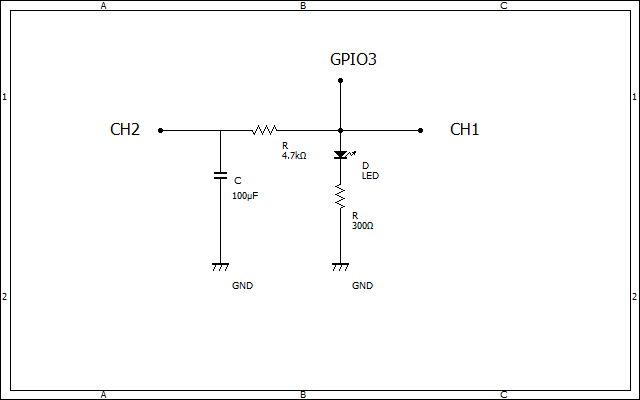 A B C
GPIO3
1 1
CH2 CH1
R
4.7kΩ
D
LED
C
100μF
R
300Ω
GND GND
2 2
A B C